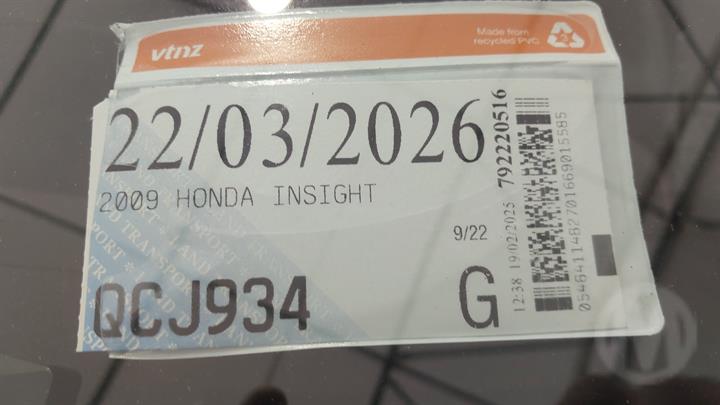 vtnz
Made from
recycled PVC
22/03/2026
2009 HONDA INSIGHT
9/22
QCJ934
G
12:38 19/02/2025
792220516